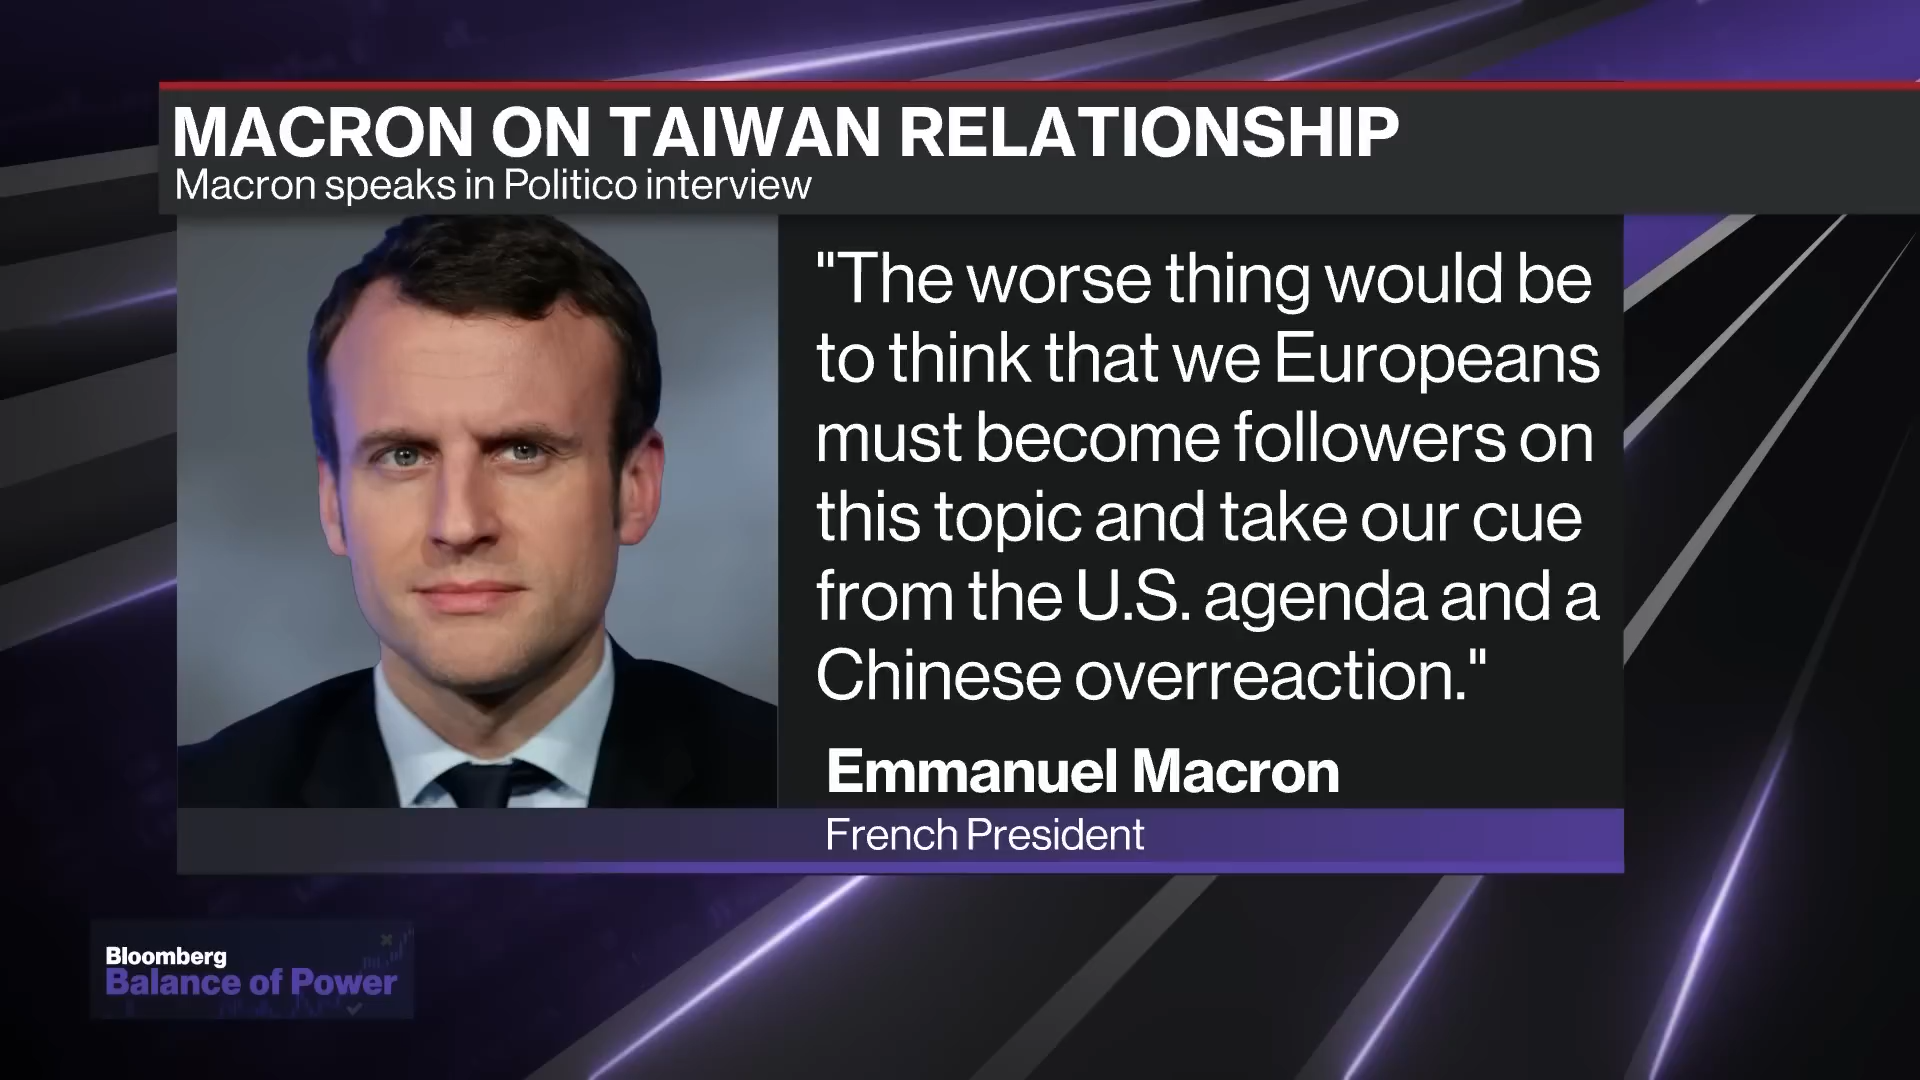 MACRON ON TAIWAN RELATIONSHIP
Macron speaks in Politico interview
"The worse thing would be
to think that we Europeans
must become followers on
this topic and take our cue
from the U.S. agenda and a
Chinese overreaction."
Emmanuel Macron
French President
Bloomberg
Balance of Power